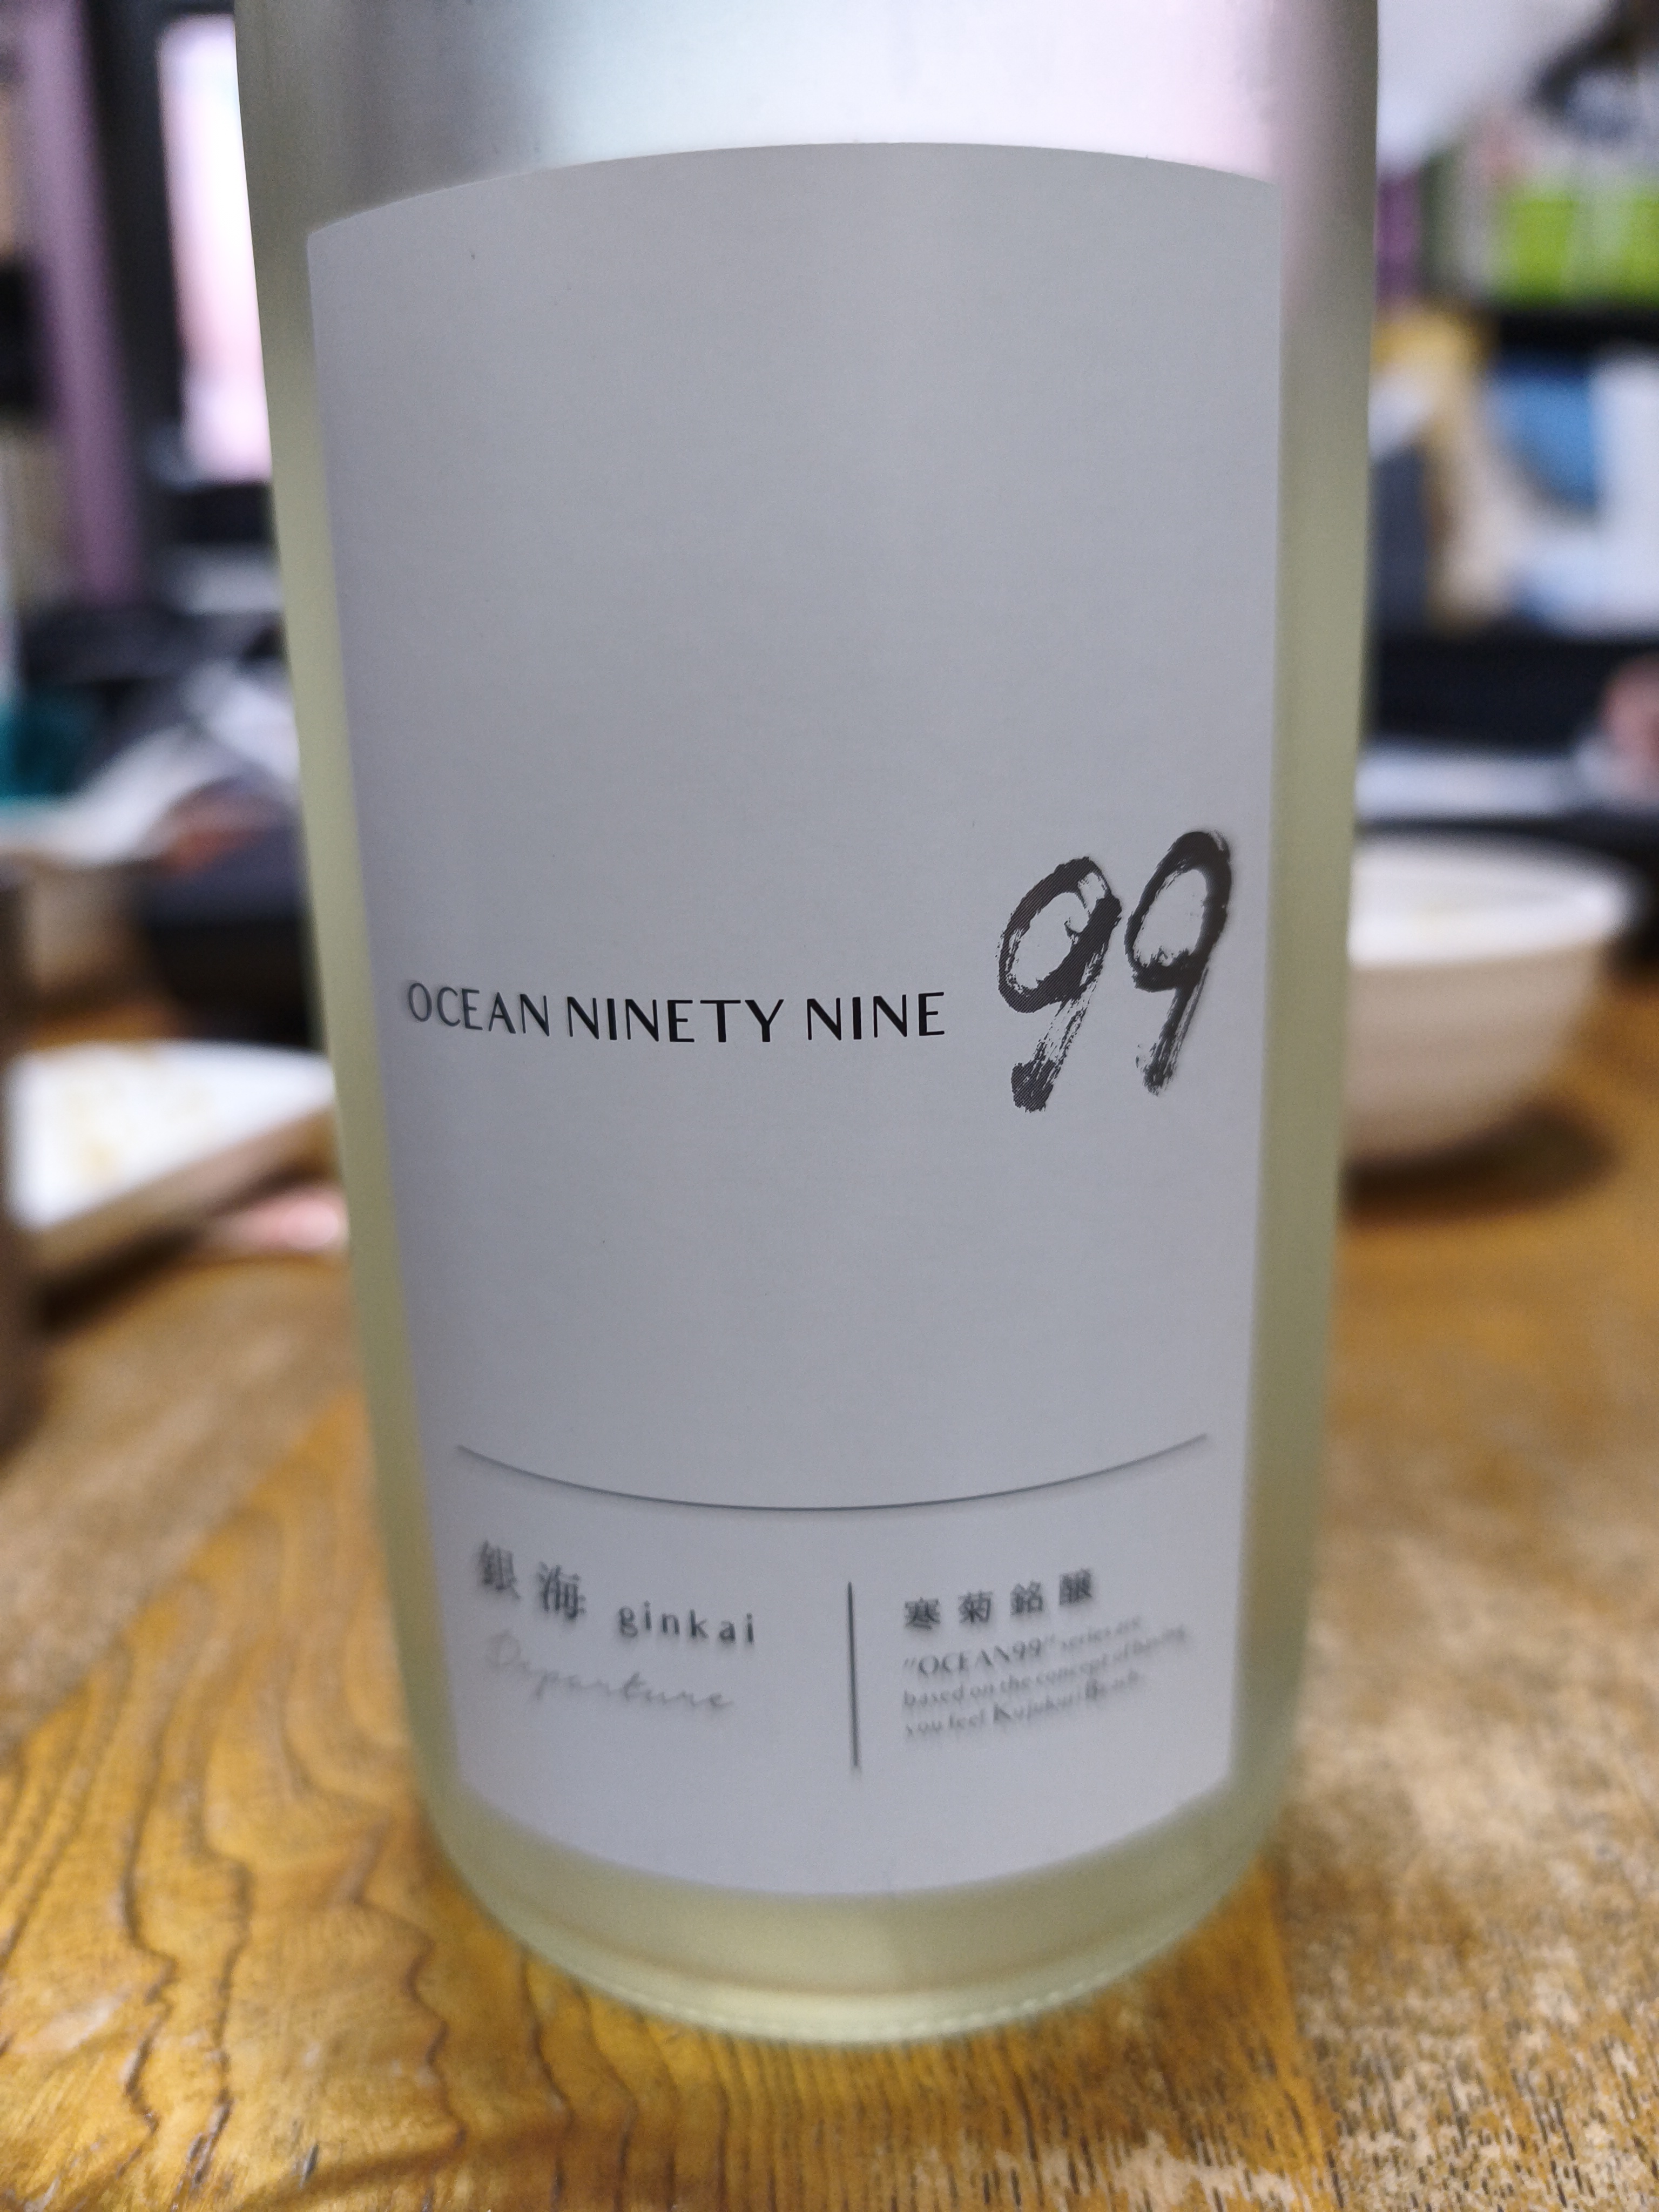 OCEAN NINETY NINE 99
銀海 ginkai
Departure
寒菊銘醸
"OCEAN99" series are
based on the concept of having
you feel Kujukuri Beach.